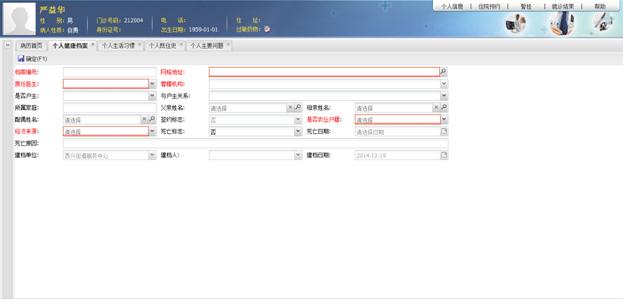 个人信息 | 住院预约 | 暂挂 | 就诊结束 | 帮助
严益华
性 别: 男 门诊号码: 212004 电 话: 住 址:
病人性质: 自费 身份证号: 出生日期: 1959-01-01 过敏药物:
病历首页 个人健康档案 个人生活习惯 个人既往史 个人主要问题
确定(F1)
档案编号: 网格地址:
责任医生: 管辖机构:
是否户主: 与户主关系:
所属家庭: 父亲姓名: 请选择 母亲姓名: 请选择
配偶姓名: 请选择 签约标志: 否 是否农业户籍: 请选择
经济来源: 请选择 死亡标志: 否 死亡日期: 请选择日期
死亡原因:
建档单位: 西兴街道服务中心 建档人: 建档日期: 2014-12-19